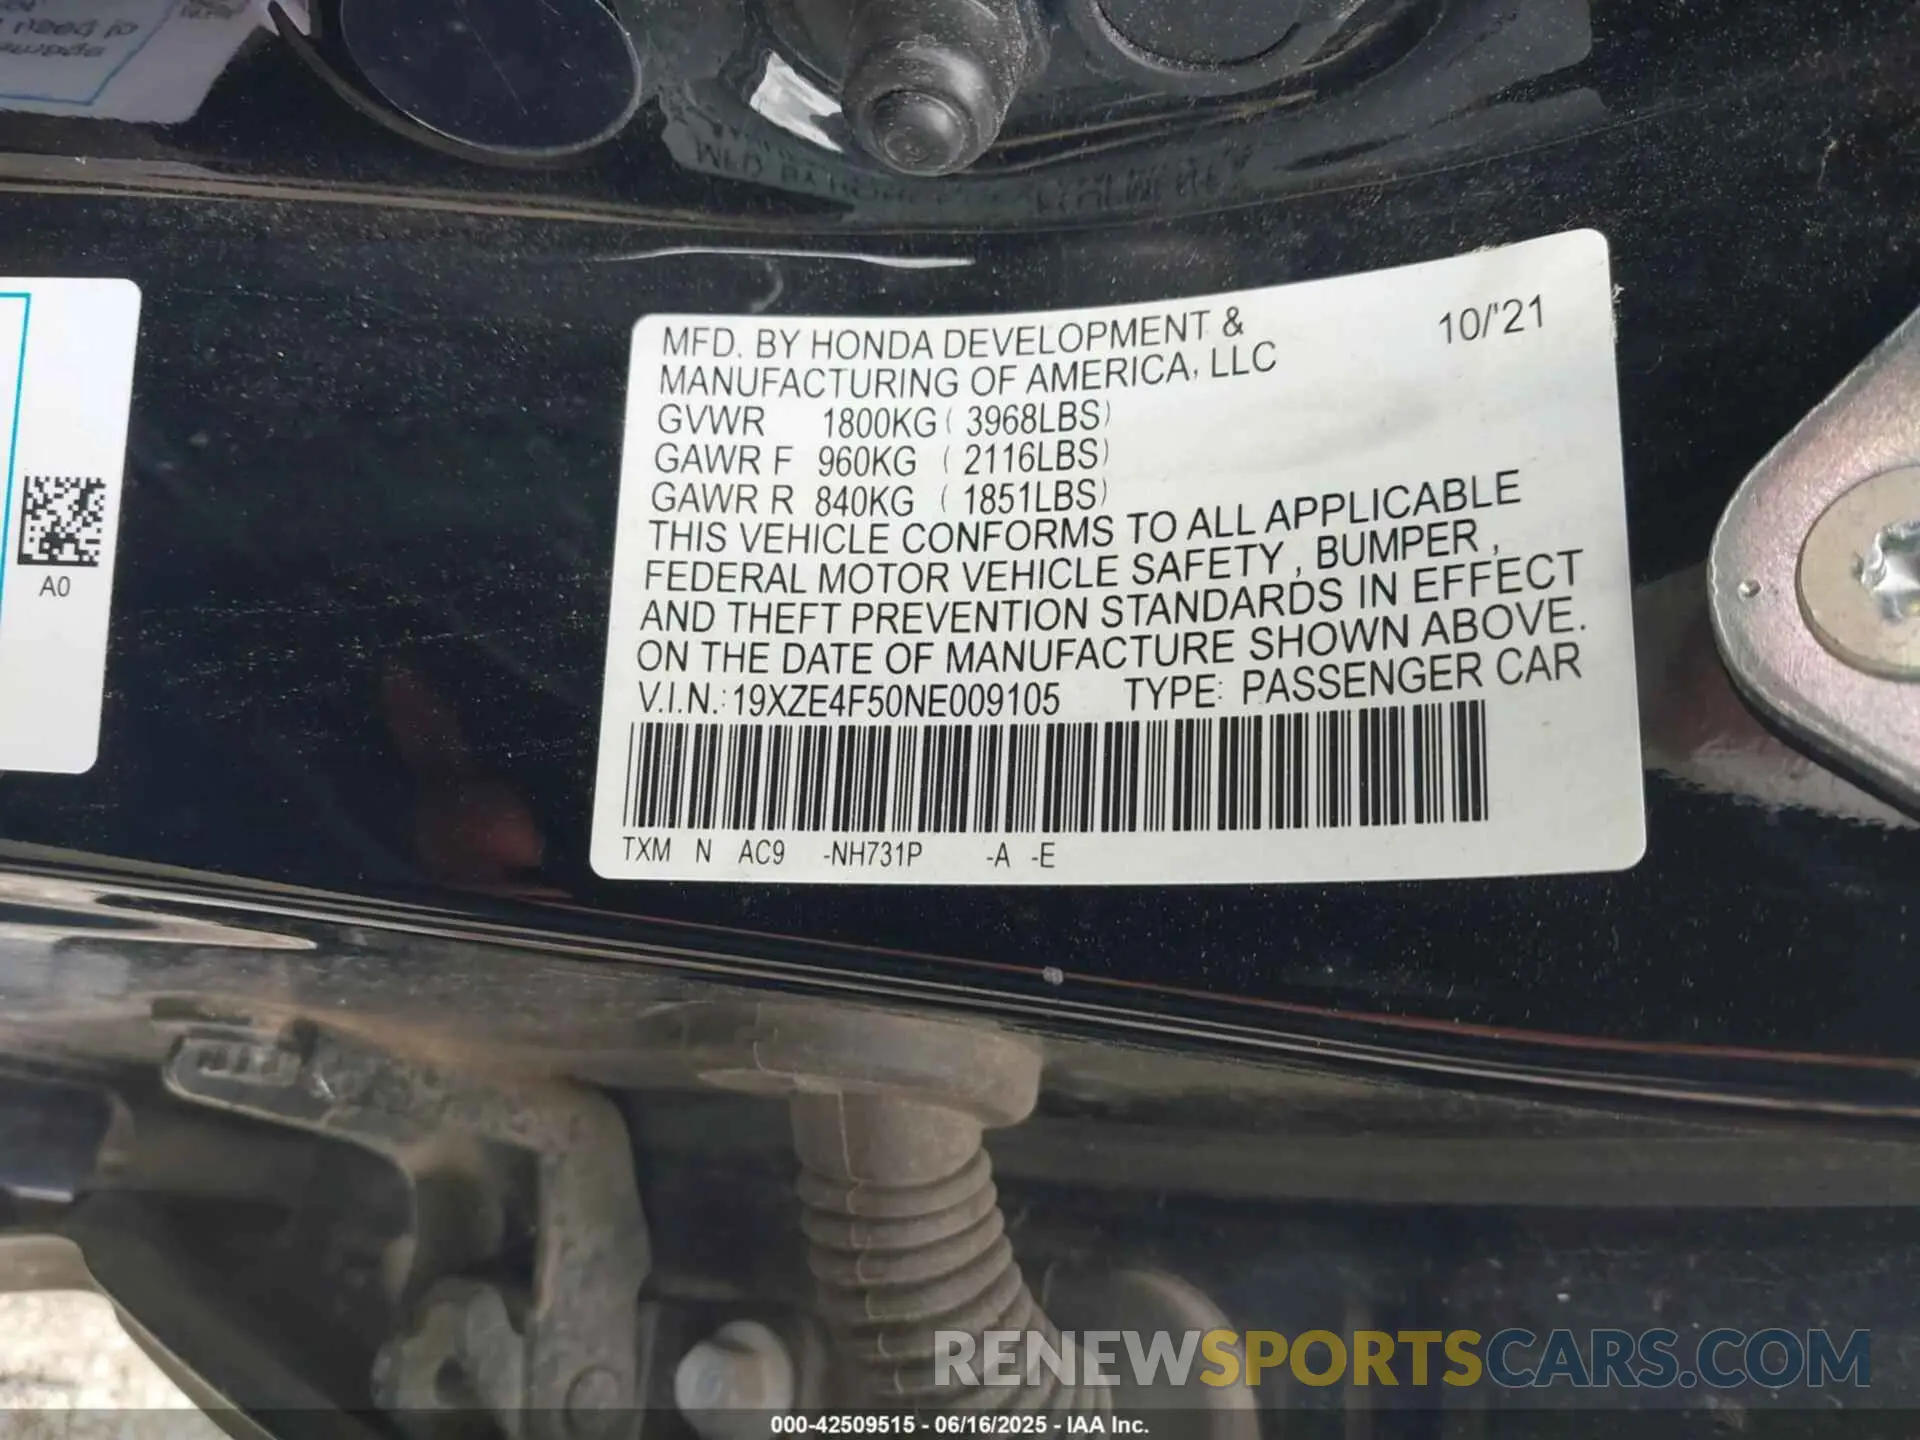 MFD. BY HONDA DEVELOPMENT & 10/'21
MANUFACTURING OF AMERICA, LLC
GVWR 1800KG ( 3968LBS)
GAWR F 960KG ( 2116LBS)
GAWR R 840KG ( 1851LBS)
THIS VEHICLE CONFORMS TO ALL APPLICABLE
FEDERAL MOTOR VEHICLE SAFETY , BUMPER ,
AND THEFT PREVENTION STANDARDS IN EFFECT
ON THE DATE OF MANUFACTURE SHOWN ABOVE.
V.I.N.: 19XZE4F50NE009105 TYPE: PASSENGER CAR
TXM N AC9 -NH731P -A -E
A0
RENEWSPORTSCARS.COM
000-42509515 - 06/16/2025 - IAA Inc.